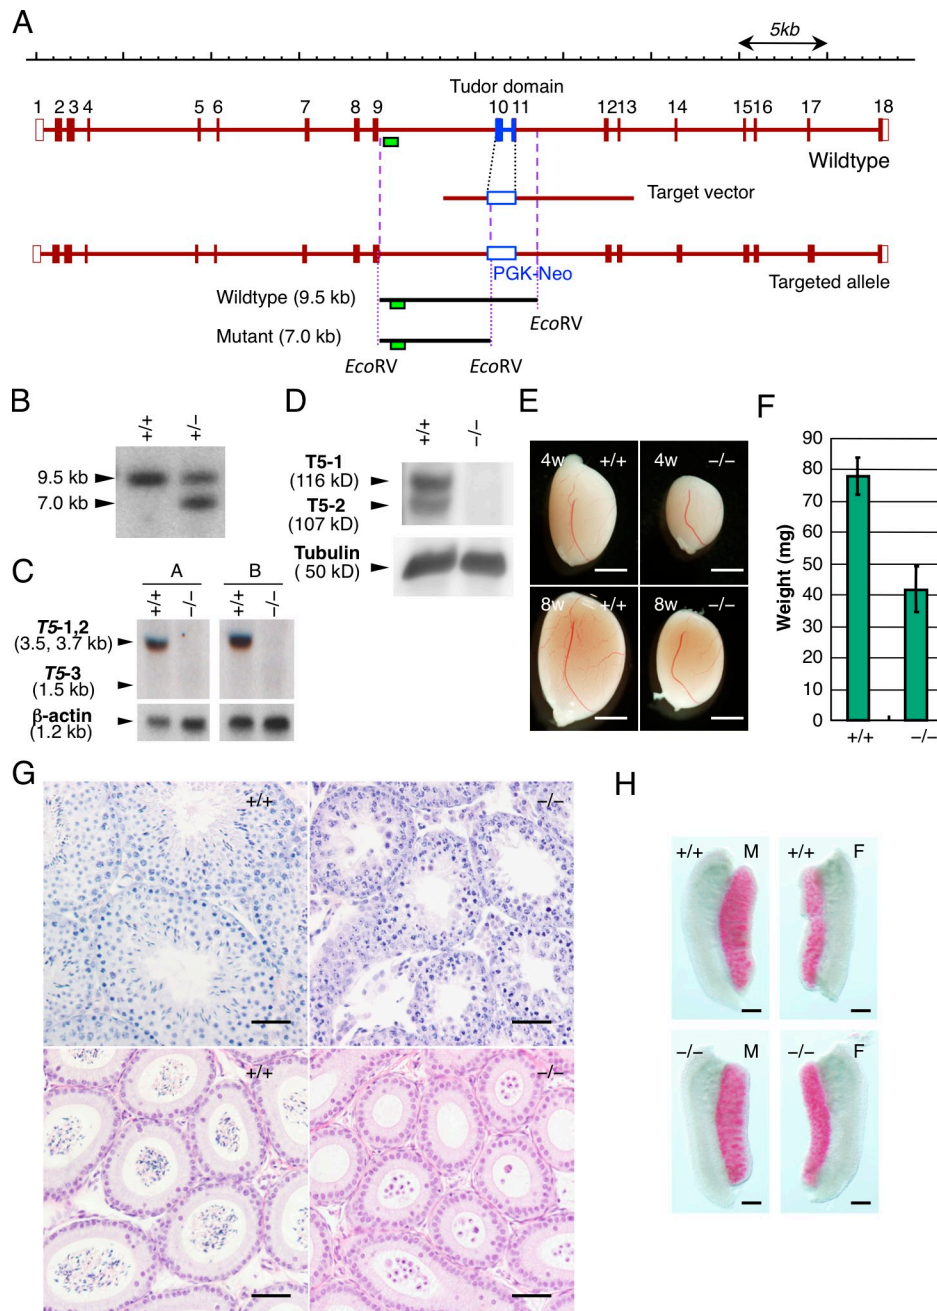 A
5kb
Tudor domain
1 2 3 4 5 6 7 8 9 10 11 12 13 14 15 16 17 18
Wildtype
Target vector
PGK-Neo
Targeted allele
Wildtype (9.5 kb)
EcoRV
Mutant (7.0 kb)
EcoRV EcoRV
B
+/+ +/−
9.5 kb
7.0 kb
C
A B
+/+ −/− +/+ −/−
T5-1,2
(3.5, 3.7 kb)
T5-3
(1.5 kb)
β-actin
(1.2 kb)
D
+/+ −/−
T5-1
(116 kD)
T5-2
(107 kD)
Tubulin
( 50 kD)
E
4w +/+ 4w −/−
8w +/+ 8w −/−
F
Weight (mg)
90
80
70
60
50
40
30
20
10
0
+/+ −/−
G
+/+ −/−
+/+ −/−
H
+/+ M +/+ F
−/− M −/− F